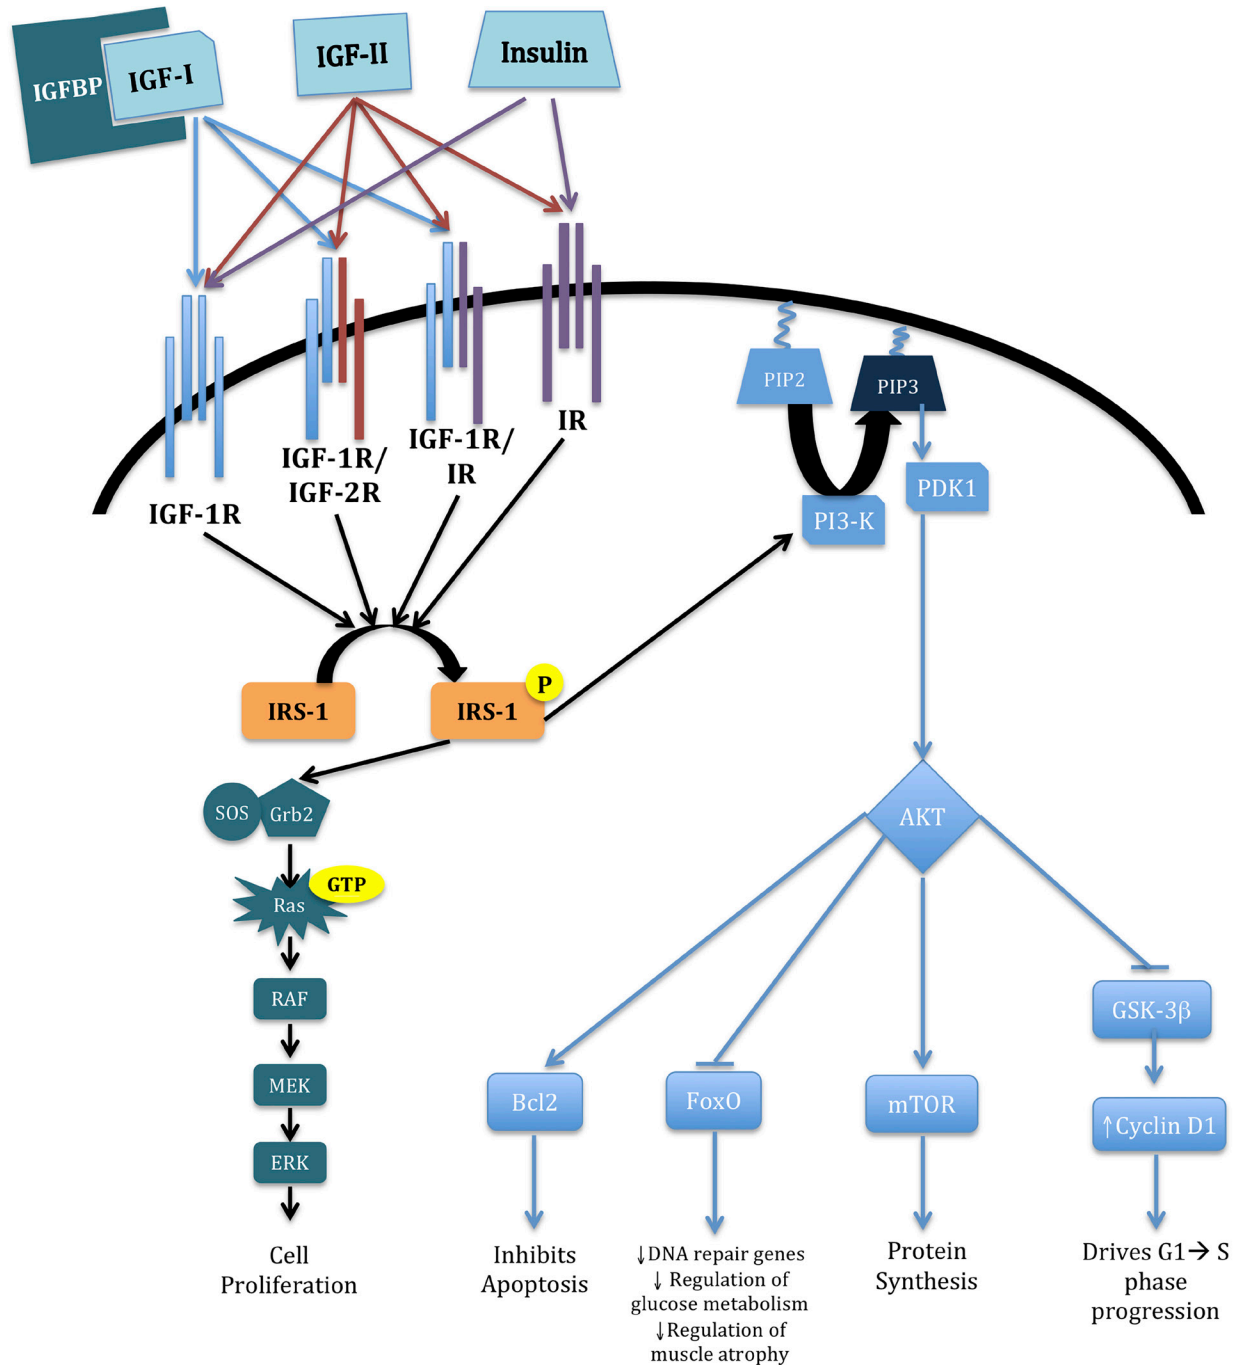 IGFBP
IGF-I
IGF-II
Insulin
PIP2
PIP3
IR
IGF-1R/
IR
IGF-1R/
IGF-2R
IGF-1R
PDK1
PI3-K
P
IRS-1
IRS-1
SOS
Grb2
AKT
GTP
Ras
RAF
GSK-3β
MEK
Bcl2
FoxO
mTOR
↑Cyclin D1
ERK
Cell
Proliferation
Inhibits
Apoptosis
↓DNA repair genes
↓ Regulation of
glucose metabolism
↓Regulation of
muscle atrophy
Protein
Synthesis
Drives G1→ S
phase
progression